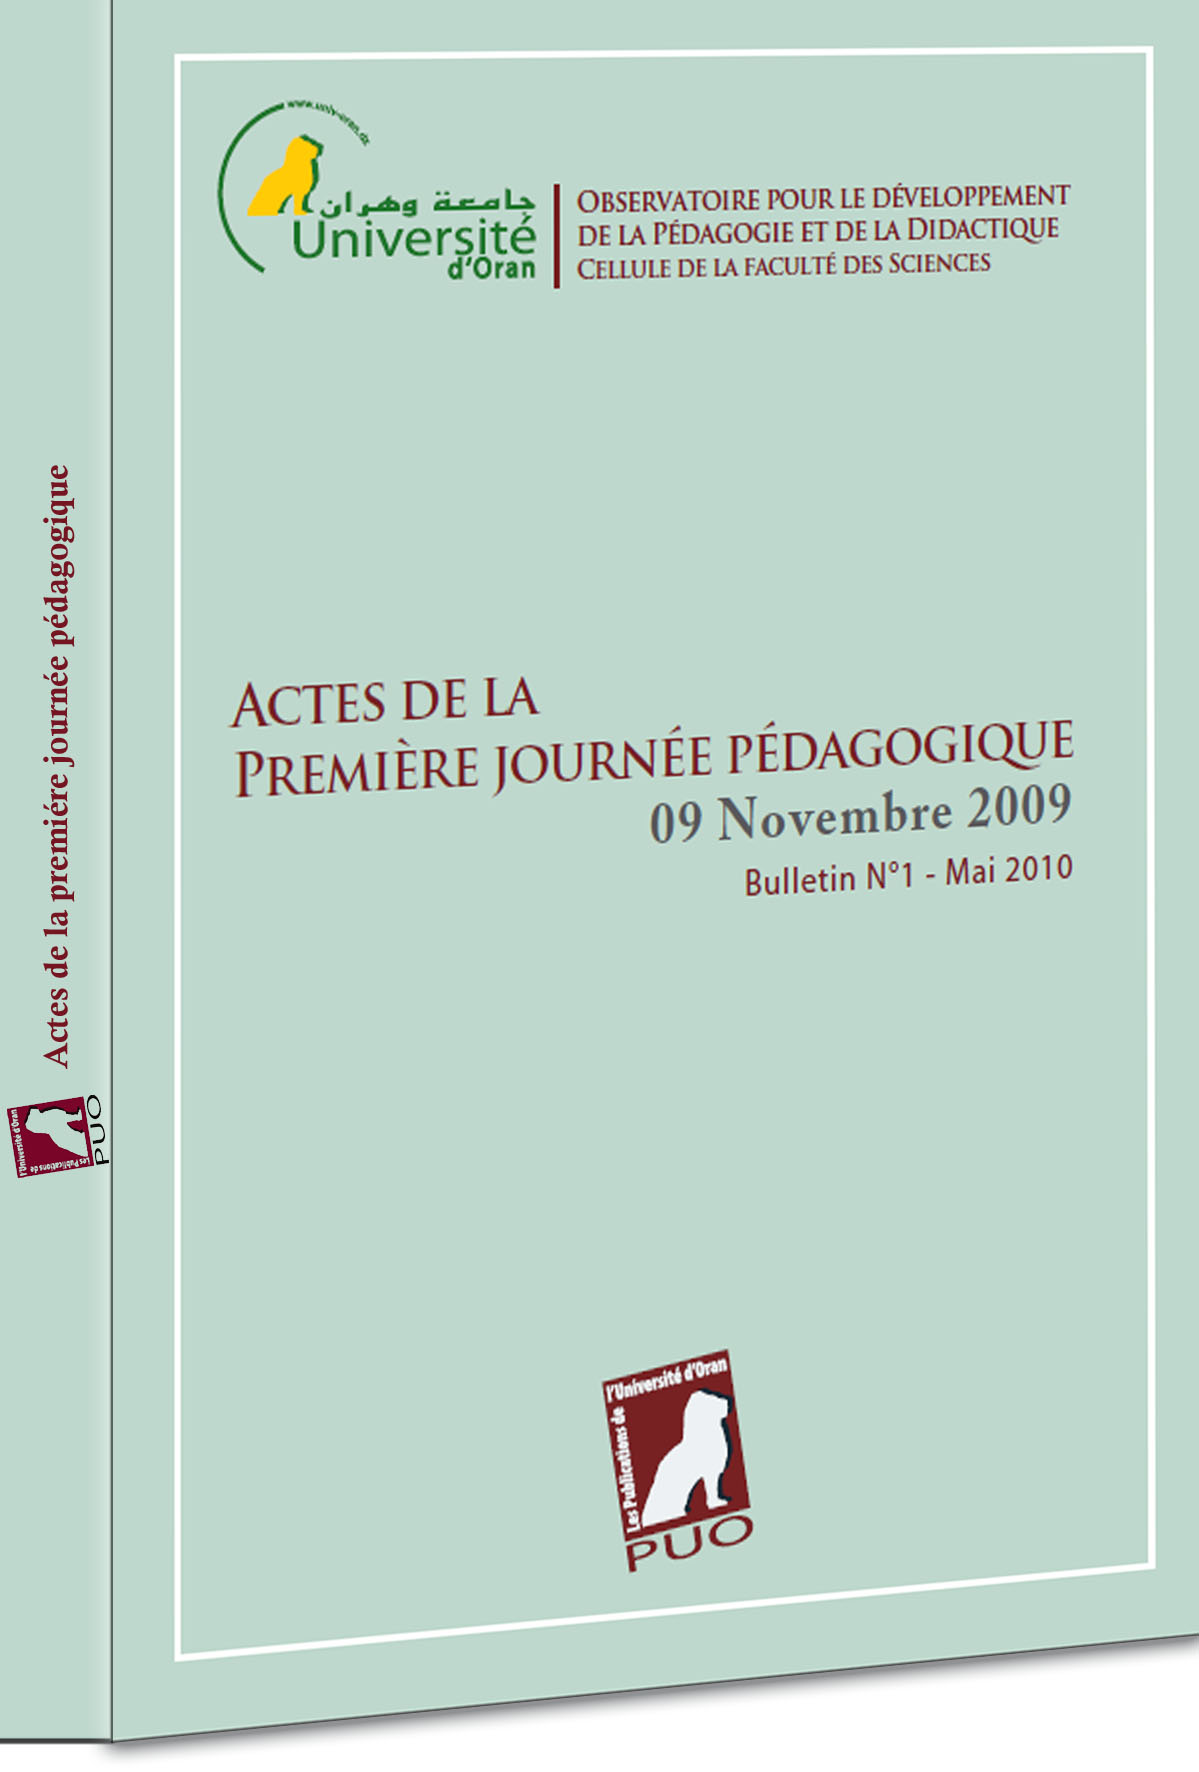 www.univ-oran.dz
جامعة وهران
Université
d'Oran
OBSERVATOIRE POUR LE DÉVELOPPEMENT
DE LA PÉDAGOGIE ET DE LA DIDACTIQUE
CELLULE DE LA FACULTÉ DES SCIENCES
ACTES DE LA
PREMIÈRE JOURNÉE PÉDAGOGIQUE
09 Novembre 2009
Bulletin N°1 - Mai 2010
Les Publications de
l'Université d'Oran
PUO
Actes de la premiére journée pédagogique
Les Publications de
l'Université d'Oran
PUO